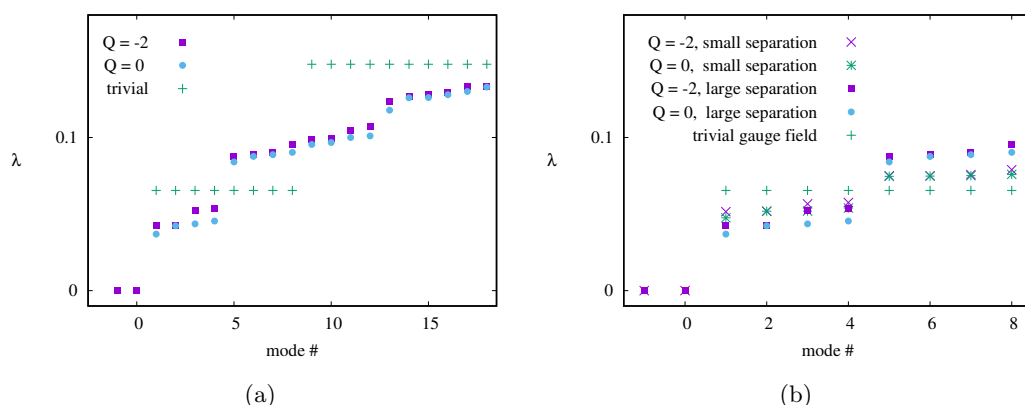 Q = -2
Q = 0
trivial
0.1
λ
0
0
5
10
15
mode #
(a)
Q = -2, small separation
Q = 0, small separation
Q = -2, large separation
Q = 0, large separation
trivial gauge field
0.1
λ
0
0
2
4
6
8
mode #
(b)